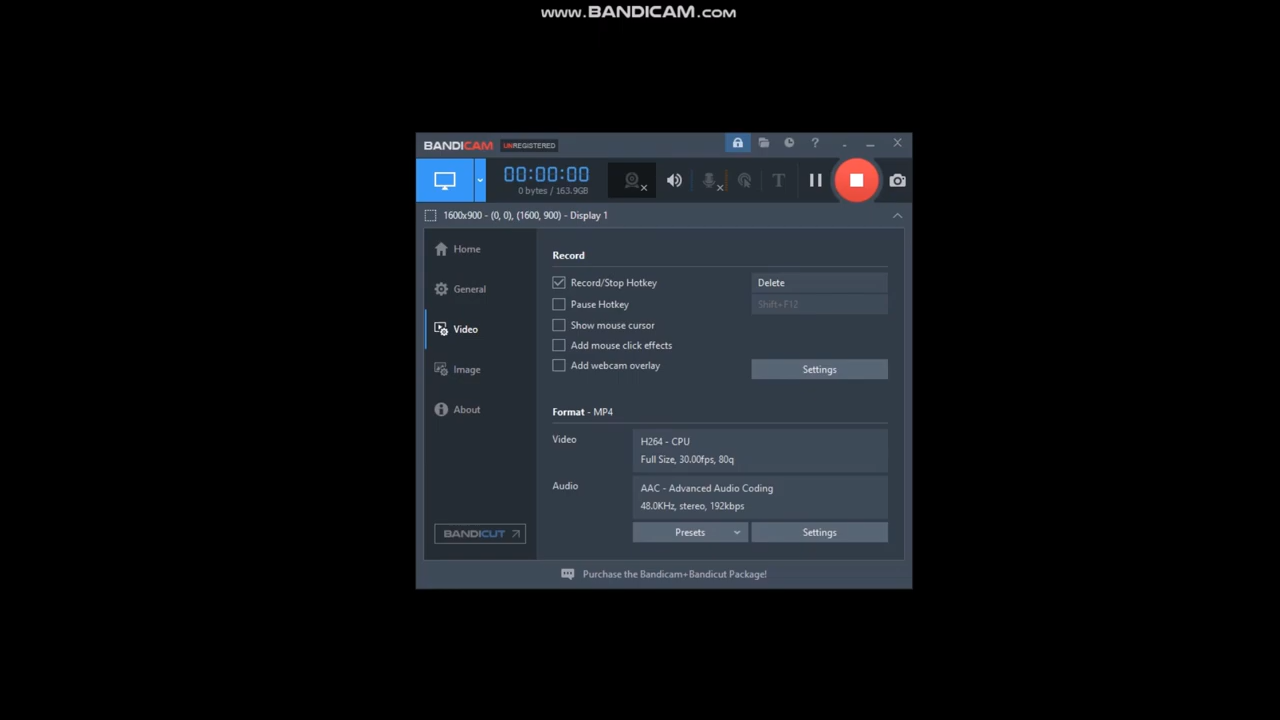 www.BANDICAM.com
BANDICAM UNREGISTERED ?
00:00:00
0 bytes / 163.9GB
T
1600x900 - (0, 0), (1600, 900) - Display 1
Home
General
Video
Image
About
BANDICUT
Record
Record/Stop Hotkey Delete
Pause Hotkey Shift+F12
Show mouse cursor
Add mouse click effects
Add webcam overlay Settings
Format - MP4
Video H264 - CPU
Full Size, 30.00fps, 80q
Audio AAC - Advanced Audio Coding
48.0KHz, stereo, 192kbps
Presets Settings
Purchase the Bandicam+Bandicut Package!